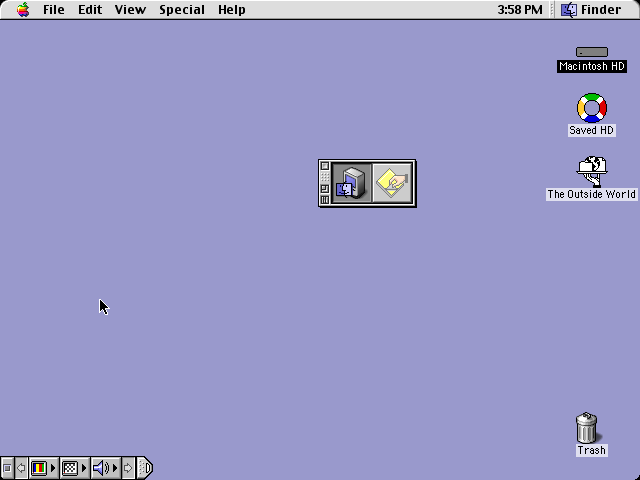 File Edit View Special Help 3:58 PM Finder
Macintosh HD
Saved HD
The Outside World
Trash